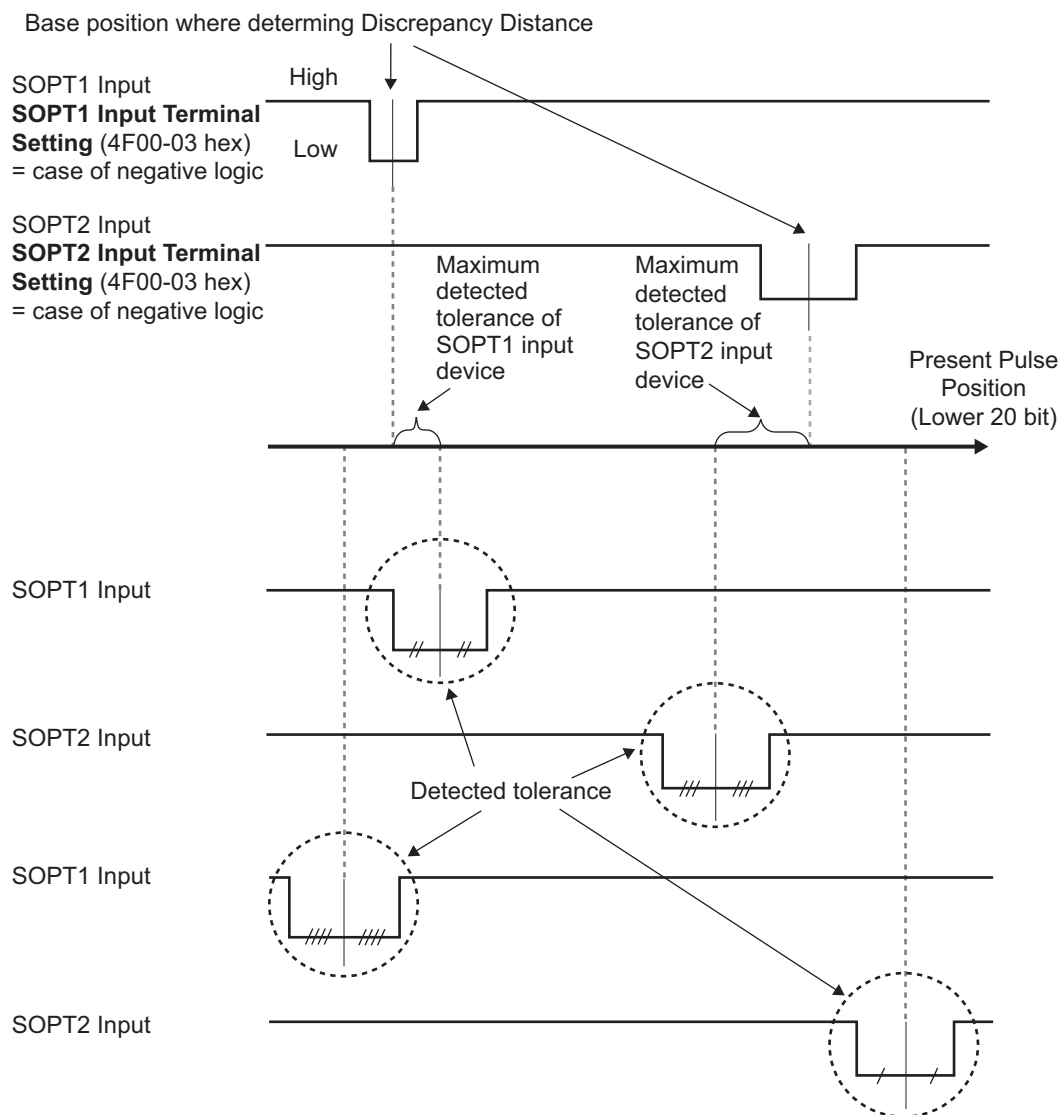 Base position where determing Discrepancy Distance
SOPT1 Input
SOPT1 Input Terminal
Setting (4F00-03 hex)
= case of negative logic
High
Low
SOPT2 Input
SOPT2 Input Terminal
Setting (4F00-03 hex)
= case of negative logic
Maximum
detected
tolerance of
SOPT1 input
device
Maximum
detected
tolerance of
SOPT2 input
device
Present Pulse
Position
(Lower 20 bit)
SOPT1 Input
SOPT2 Input
Detected tolerance
SOPT1 Input
SOPT2 Input